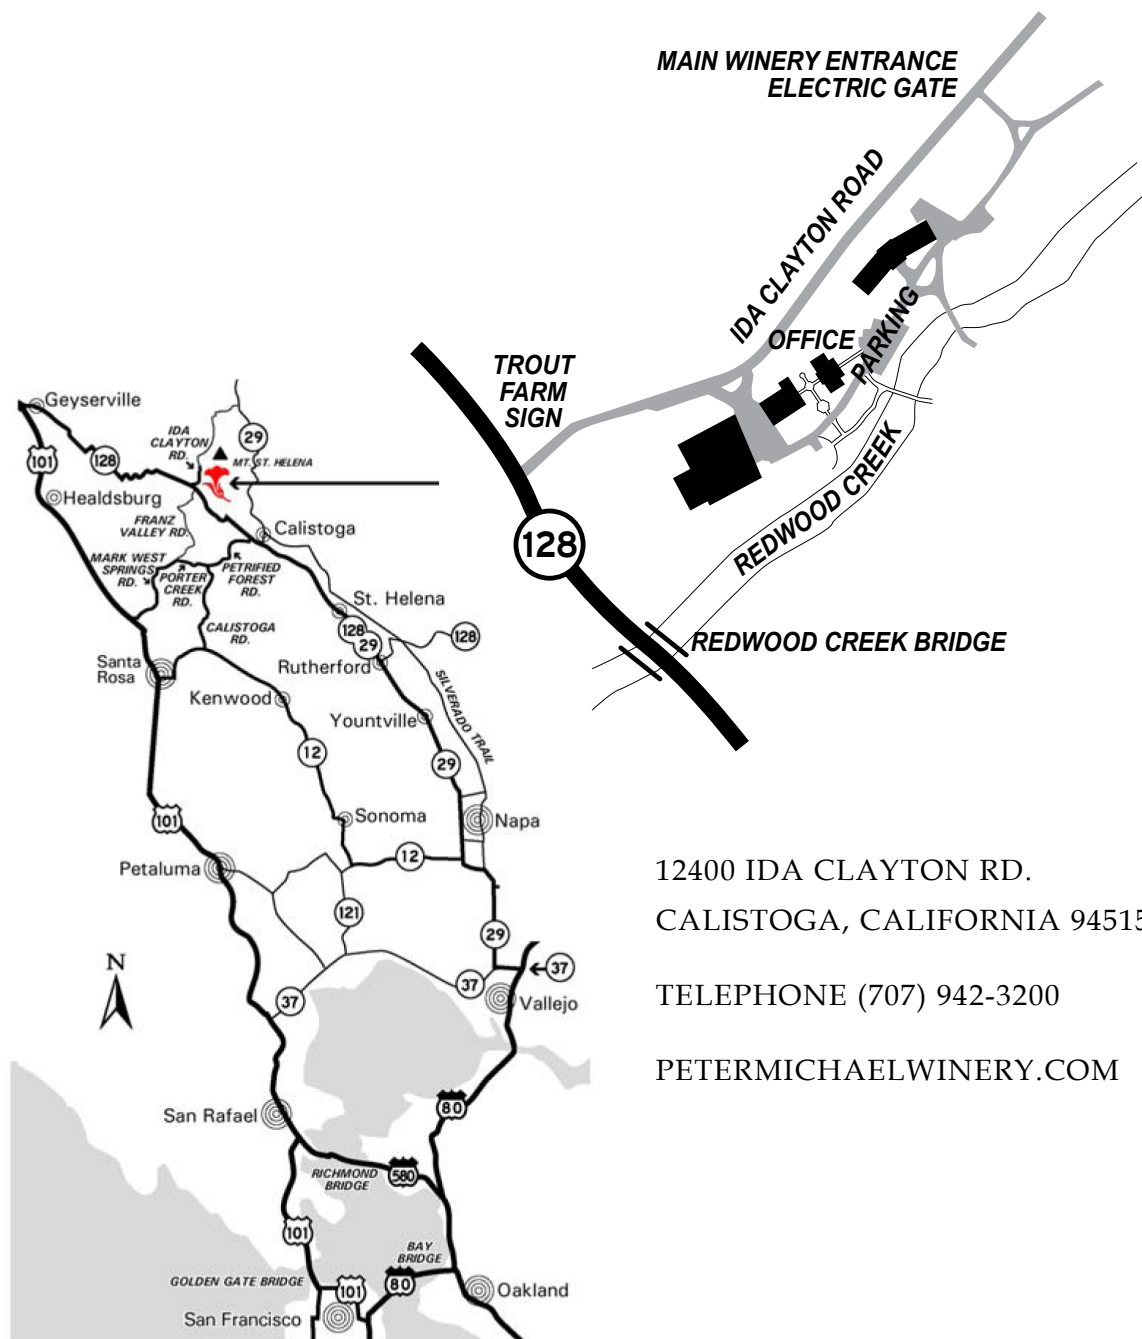 MAIN WINERY ENTRANCE
ELECTRIC GATE
IDA CLAYTON ROAD
OFFICE
PARKING
TROUT
FARM
SIGN
128
REDWOOD CREEK
REDWOOD CREEK BRIDGE
Geyserville
101
128
IDA
CLAYTON
RD.
29
MT. ST. HELENA
Healdsburg
FRANZ
VALLEY RD.
Calistoga
MARK WEST
SPRINGS
RD.
PORTER
CREEK
RD.
PETRIFIED
FOREST
RD.
St. Helena
128
29
128
CALISTOGA
RD.
Santa
Rosa
Rutherford
Kenwood
SILVERADO TRAIL
Yountville
12
29
101
Sonoma
Napa
Petaluma
12
121
29
N
37
37
37
Vallejo
San Rafael
80
RICHMOND
BRIDGE
580
101
BAY
BRIDGE
GOLDEN GATE BRIDGE
101
80
Oakland
San Francisco
12400 IDA CLAYTON RD.
CALISTOGA, CALIFORNIA 94515
TELEPHONE (707) 942-3200
PETERMICHAELWINERY.COM